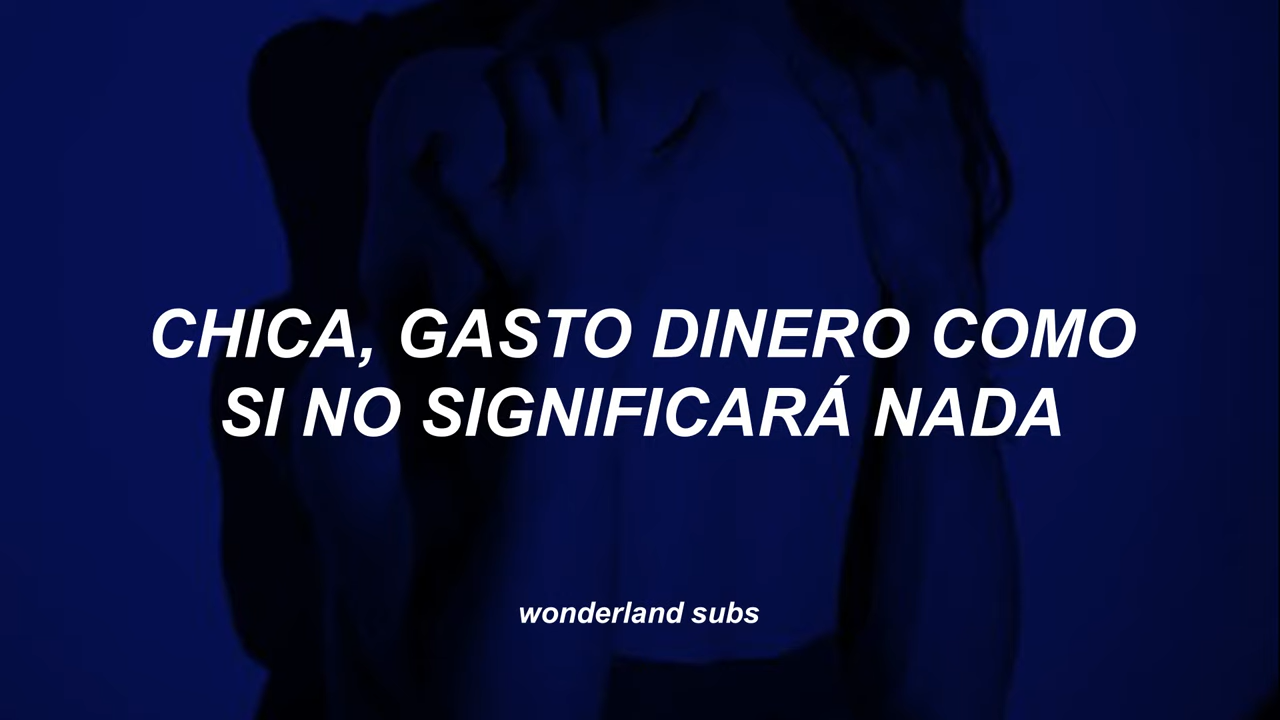 CHICA, GASTO DINERO COMO
SI NO SIGNIFICARÁ NADA
wonderland subs